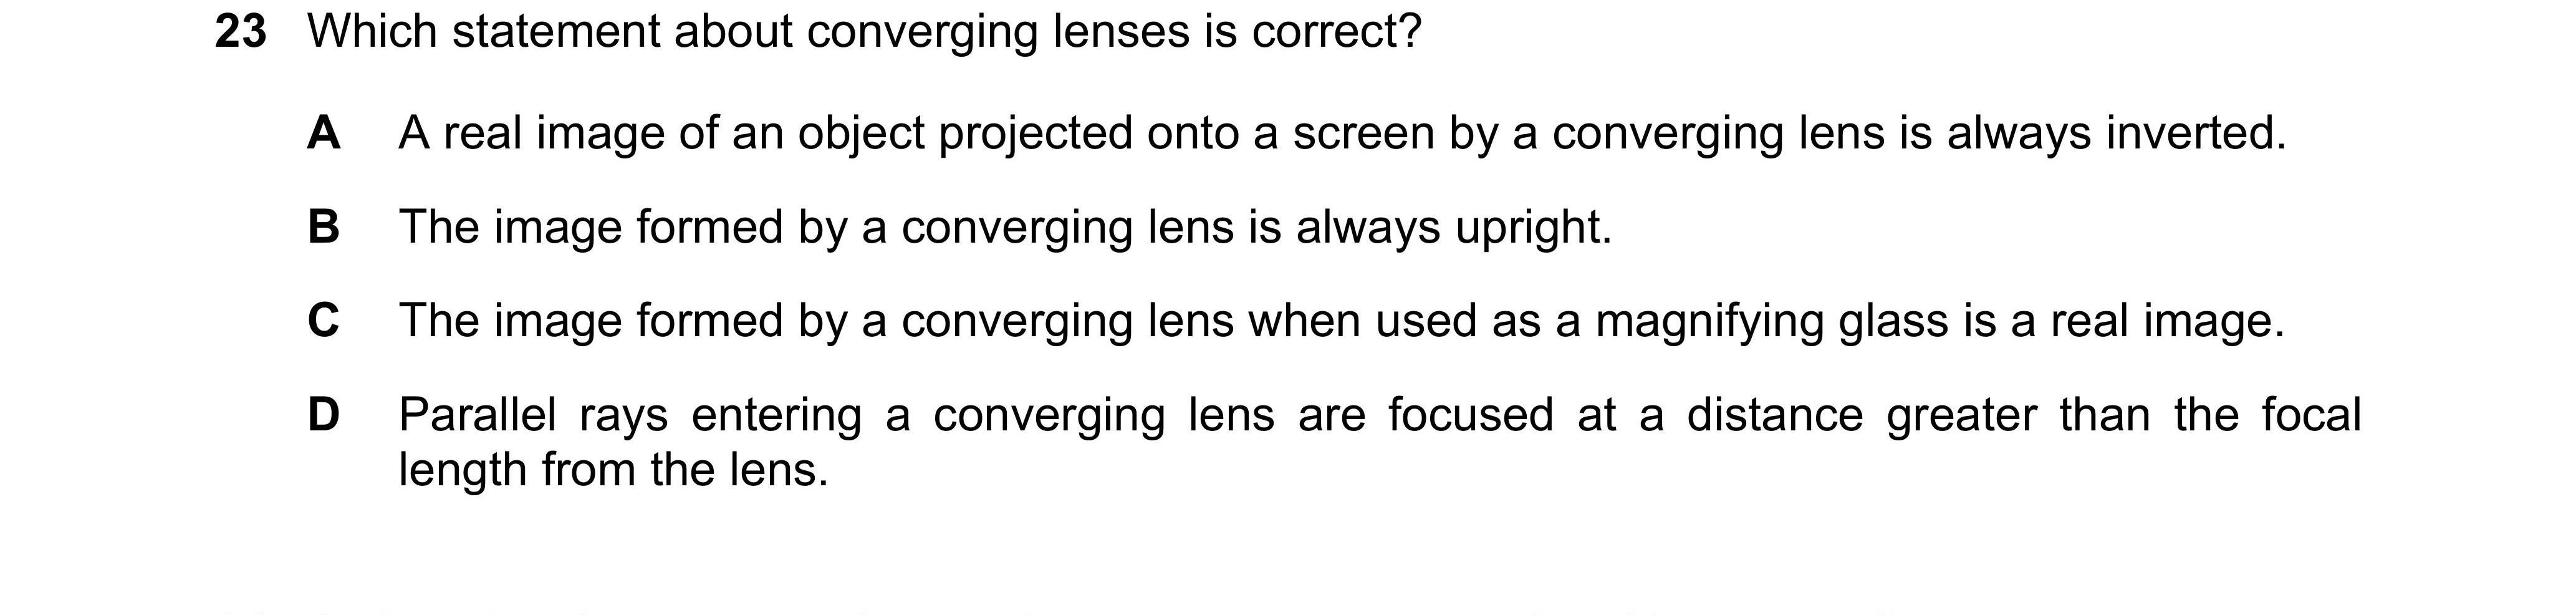 23 Which statement about converging lenses is correct?
A A real image of an object projected onto a screen by a converging lens is always inverted.
B The image formed by a converging lens is always upright.
C The image formed by a converging lens when used as a magnifying glass is a real image.
D Parallel rays entering a converging lens are focused at a distance greater than the focal
length from the lens.